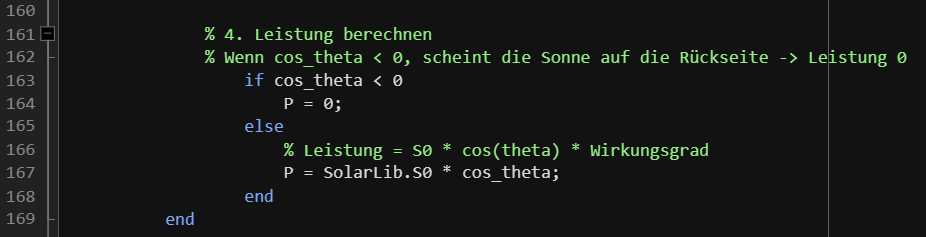 160
161 % 4. Leistung berechnen
162 % Wenn cos_theta < 0, scheint die Sonne auf die Rückseite -> Leistung 0
163 if cos_theta < 0
164 P = 0;
165 else
166 % Leistung = S0 * cos(theta) * Wirkungsgrad
167 P = SolarLib.S0 * cos_theta;
168 end
169 end